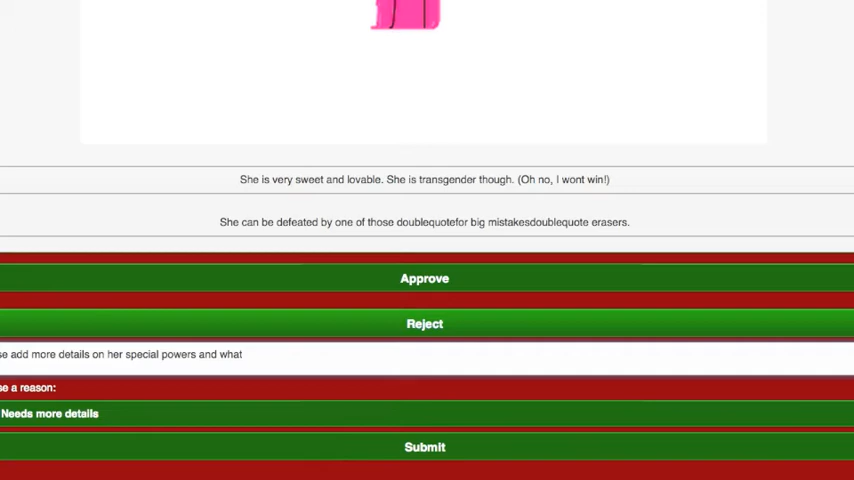 She is very sweet and lovable. She is transgender though. (Oh no, I wont win!)
She can be defeated by one of those doublequotefor big mistakesdoublequote erasers.
Approve
Reject
se add more details on her special powers and what
se a reason:
Needs more details
Submit